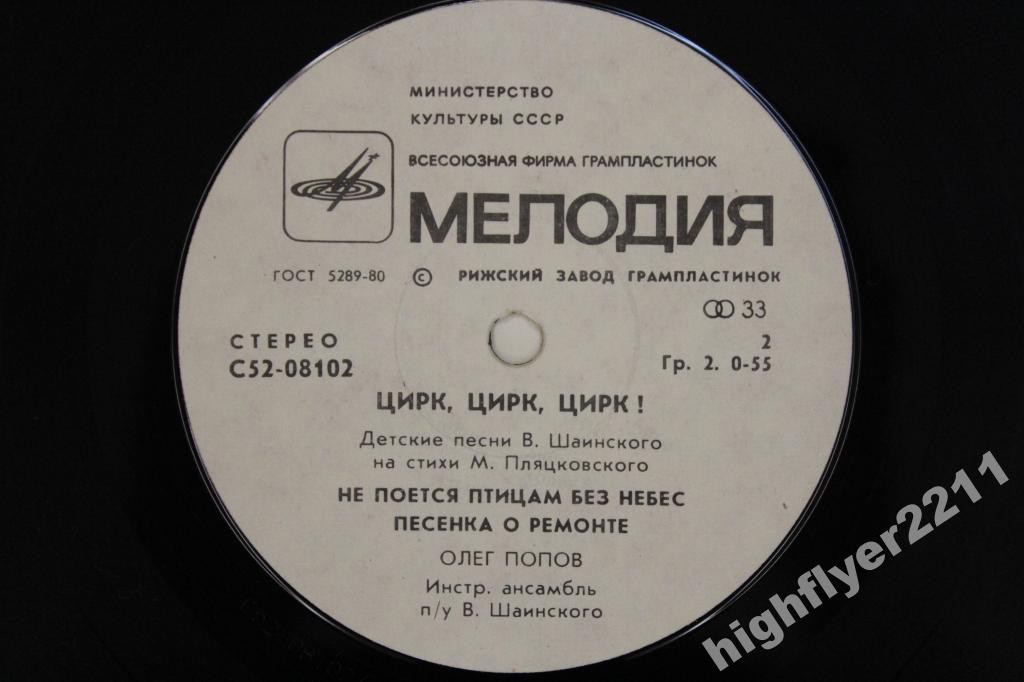 МИНИСТЕРСТВО
КУЛЬТУРЫ СССР
ВСЕСОЮЗНАЯ ФИРМА ГРАМПЛАСТИНОК
МЕЛОДИЯ
ГОСТ 5289-80 © РИЖСКИЙ ЗАВОД ГРАМПЛАСТИНОК
33
СТЕРЕО 2
С52-08102 Гр. 2. 0-55
ЦИРК, ЦИРК, ЦИРК!
Детские песни В. Шаинского
на стихи М. Пляцковского
НЕ ПОЕТСЯ ПТИЦАМ БЕЗ НЕБЕС
ПЕСЕНКА О РЕМОНТЕ
ОЛЕГ ПОПОВ
Инстр. ансамбль
п/у В. Шаинского
highflyer2211